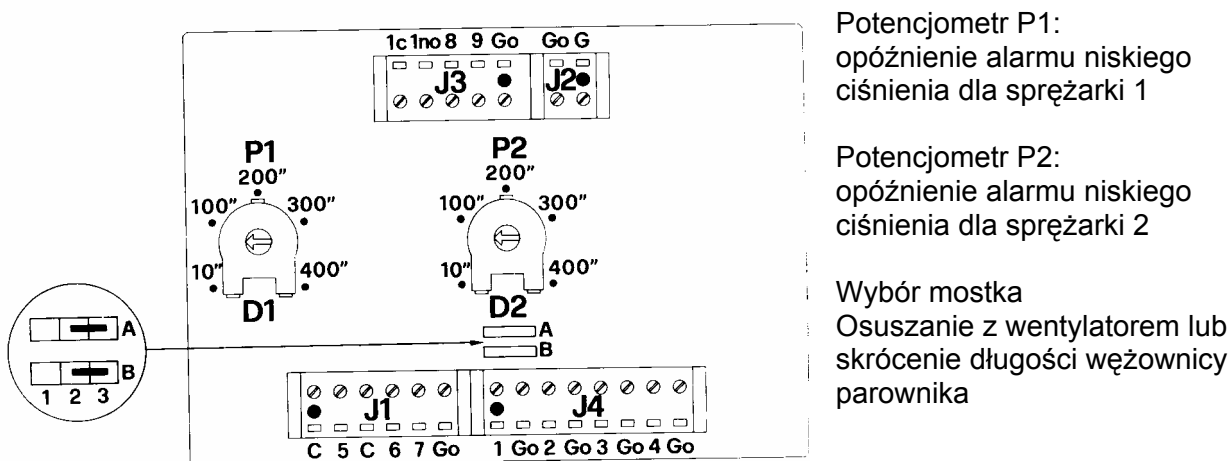 1c 1no 8 9 Go Go G
J3 J2
P1 P2
200" 200"
100" 300" 100" 300"
10" 400" 10" 400"
D1 D2
A
B
A
B
1 2 3
J1 J4
C 5 C 6 7 Go 1 Go 2 Go 3 Go 4 Go
Potencjometr P1:
opóźnienie alarmu niskiego
ciśnienia dla sprężarki 1
Potencjometr P2:
opóźnienie alarmu niskiego
ciśnienia dla sprężarki 2
Wybór mostka
Osuszanie z wentylatorem lub
skrócenie długości wężownicy
parownika